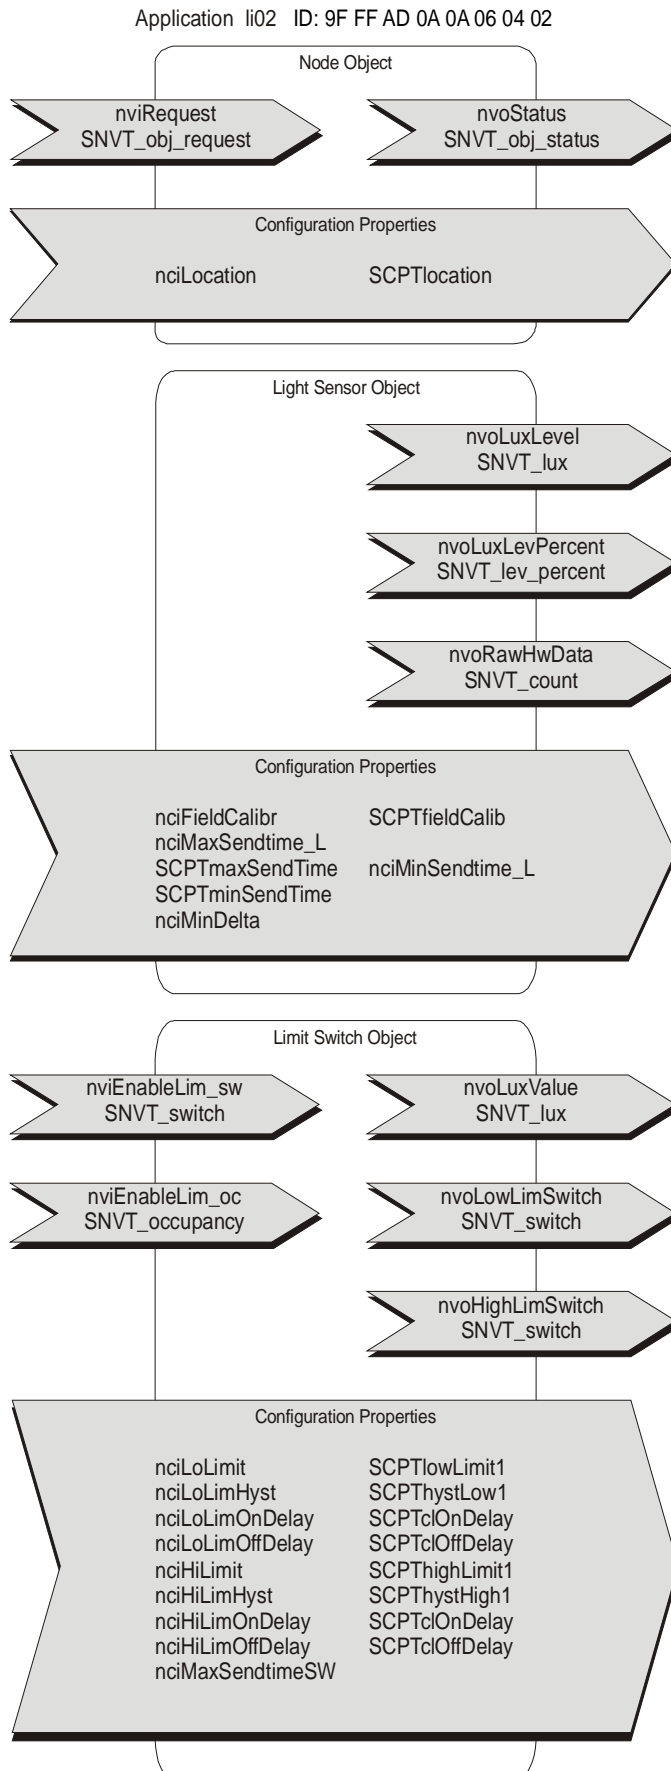 Application li02 ID: 9F FF AD 0A 0A 06 04 02
Node Object
nviRequest
SNVT_obj_request
nvoStatus
SNVT_obj_status
Configuration Properties
nciLocation SCPTlocation
Light Sensor Object
nvoLuxLevel
SNVT_lux
nvoLuxLevPercent
SNVT_lev_percent
nvoRawHwData
SNVT_count
Configuration Properties
nciFieldCalibr SCPTfieldCalib
nciMaxSendtime_L
SCPTmaxSendTime nciMinSendtime_L
SCPTminSendTime
nciMinDelta
Limit Switch Object
nviEnableLim_sw
SNVT_switch
nvoLuxValue
SNVT_lux
nviEnableLim_oc
SNVT_occupancy
nvoLowLimSwitch
SNVT_switch
nvoHighLimSwitch
SNVT_switch
Configuration Properties
nciLoLimit SCPTlowLimit1
nciLoLimHyst SCPThystLow1
nciLoLimOnDelay SCPTclOnDelay
nciLoLimOffDelay SCPTclOffDelay
nciHiLimit SCPThighLimit1
nciHiLimHyst SCPThystHigh1
nciHiLimOnDelay SCPTclOnDelay
nciHiLimOffDelay SCPTclOffDelay
nciMaxSendtimeSW